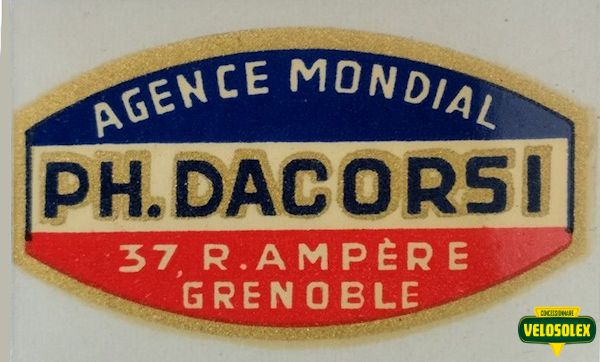 AGENCE MONDIAL
PH. DACORSI
37, R. AMPÈRE
GRENOBLE
CONCESSIONNAIRE
VELOSOLEX